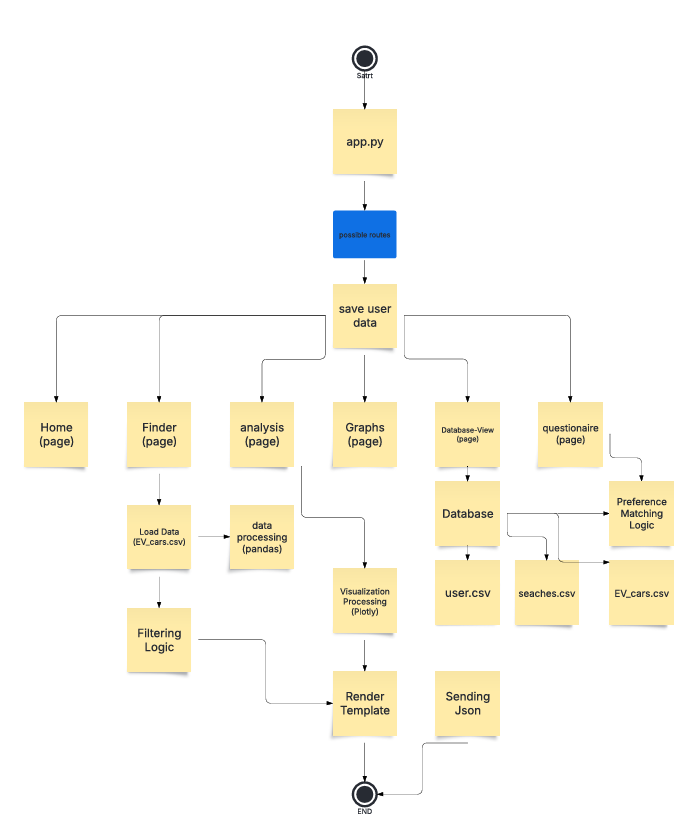 Satrt
app.py
possible routes
save user
data
Home
(page)
Finder
(page)
analysis
(page)
Graphs
(page)
Database-View
(page)
questionaire
(page)
Load Data
(EV_cars.csv)
data
processing
(pandas)
Database
Preference
Matching
Logic
Visualization
Processing
(Plotly)
user.csv
seaches.csv
EV_cars.csv
Filtering
Logic
Render
Template
Sending
Json
END